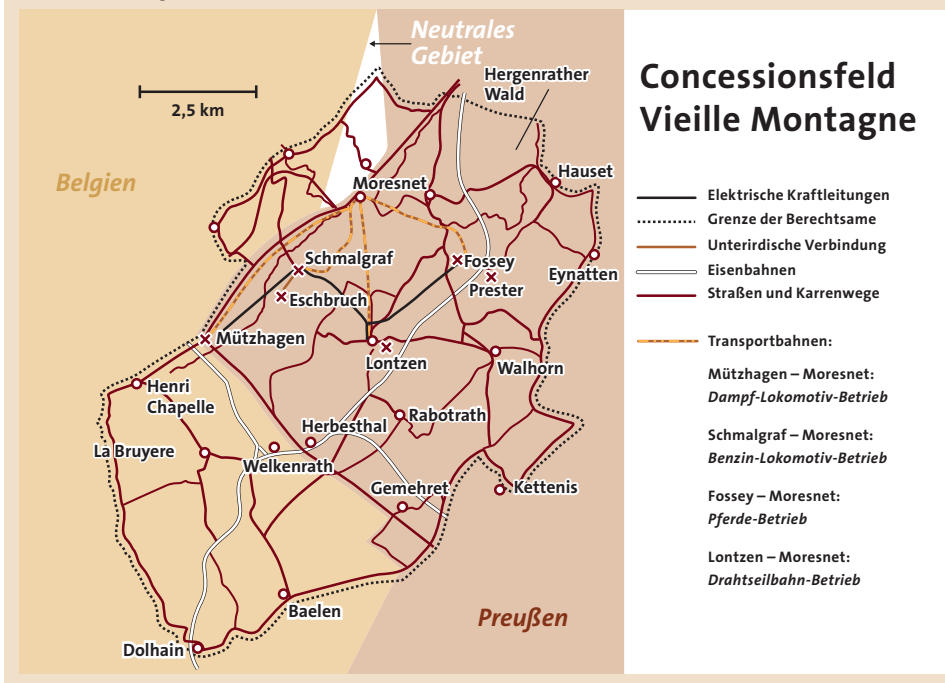 Neutrales
Gebiet
Hergenrather
Wald
2,5 km
Belgien
Hauset
Moresnet
Schmalgraf
Fossey
Eynatten
Prester
Eschbruch
Mützhagen
Lontzen
Walhorn
Henri
Chapelle
Rabotrath
Herbesthal
La Bruyere
Welkenrath
Gemehret
Kettenis
Baelen
Preußen
Dolhain
Concessionsfeld
Vieille Montagne
Elektrische Kraftleitungen
Grenze der Berechtsame
Unterirdische Verbindung
Eisenbahnen
Straßen und Karrenwege
Transportbahnen:
Mützhagen – Moresnet:
Dampf-Lokomotiv-Betrieb
Schmalgraf – Moresnet:
Benzin-Lokomotiv-Betrieb
Fossey – Moresnet:
Pferde-Betrieb
Lontzen – Moresnet:
Drahtseilbahn-Betrieb